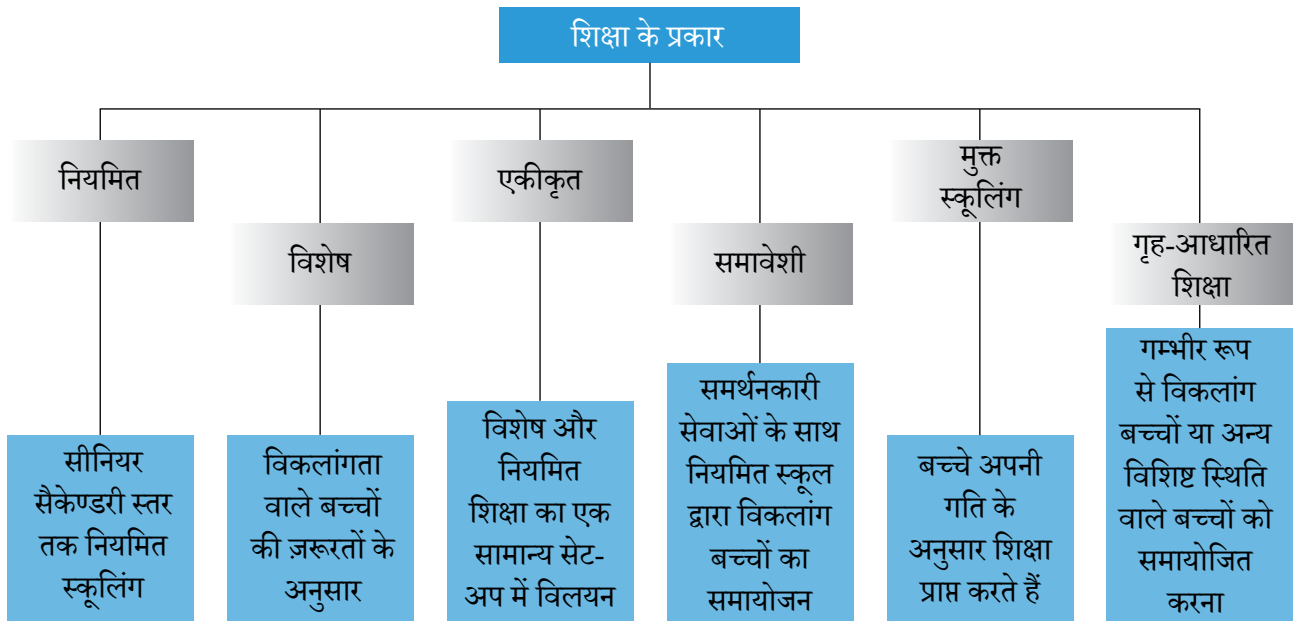 शिक्षा के प्रकार
नियमित
सीनियर
सैकेण्डरी स्तर
तक नियमित
स्कूलिंग
विशेष
विकलांगता
वाले बच्चों
की ज़रूरतों के
अनुसार
एकीकृत
विशेष और
नियमित
शिक्षा का एक
सामान्य सेट-
अप में विलयन
समावेशी
समर्थनकारी
सेवाओं के साथ
नियमित स्कूल
द्वारा विकलांग
बच्चों का
समायोजन
मुक्त
स्कूलिंग
बच्चे अपनी
गति के
अनुसार शिक्षा
प्राप्त करते हैं
गृह-आधारित
शिक्षा
गम्भीर रूप
से विकलांग
बच्चों या अन्य
विशिष्ट स्थिति
वाले बच्चों को
समायोजित
करना